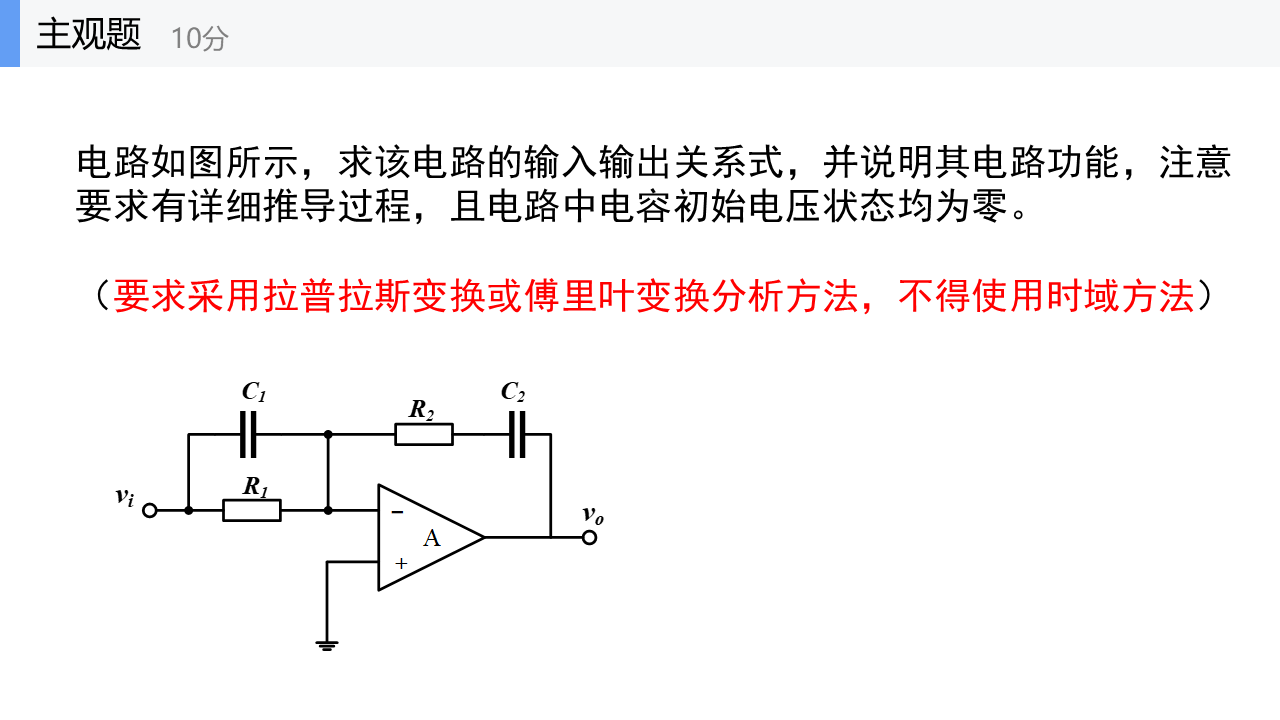 主观题 10分
电路如图所示，求该电路的输入输出关系式，并说明其电路功能，注意
要求有详细推导过程，且电路中电容初始电压状态均为零。
（要求采用拉普拉斯变换或傅里叶变换分析方法，不得使用时域方法）
C1
C2
R2
R1
vi
vo
−
A
+